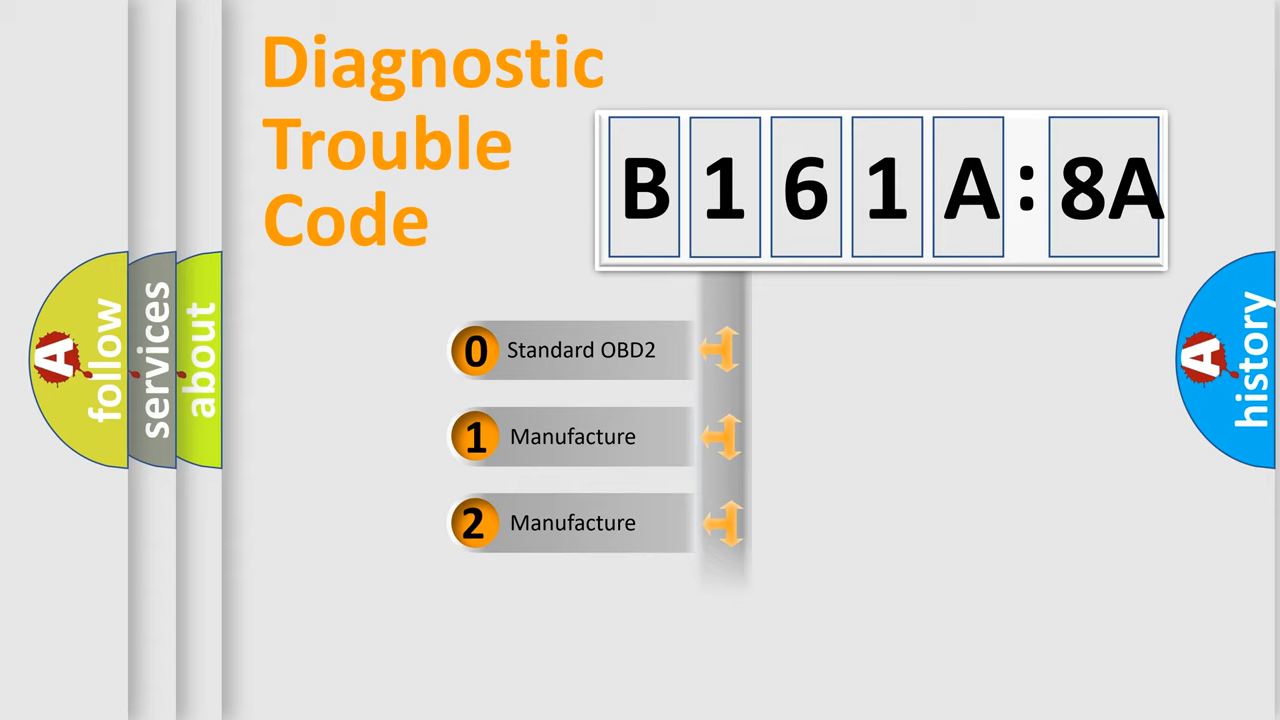 Diagnostic
Trouble
Code
B 1 6 1 A : 8A
0 Standard OBD2
1 Manufacture
2 Manufacture
A follow
services
about
A history